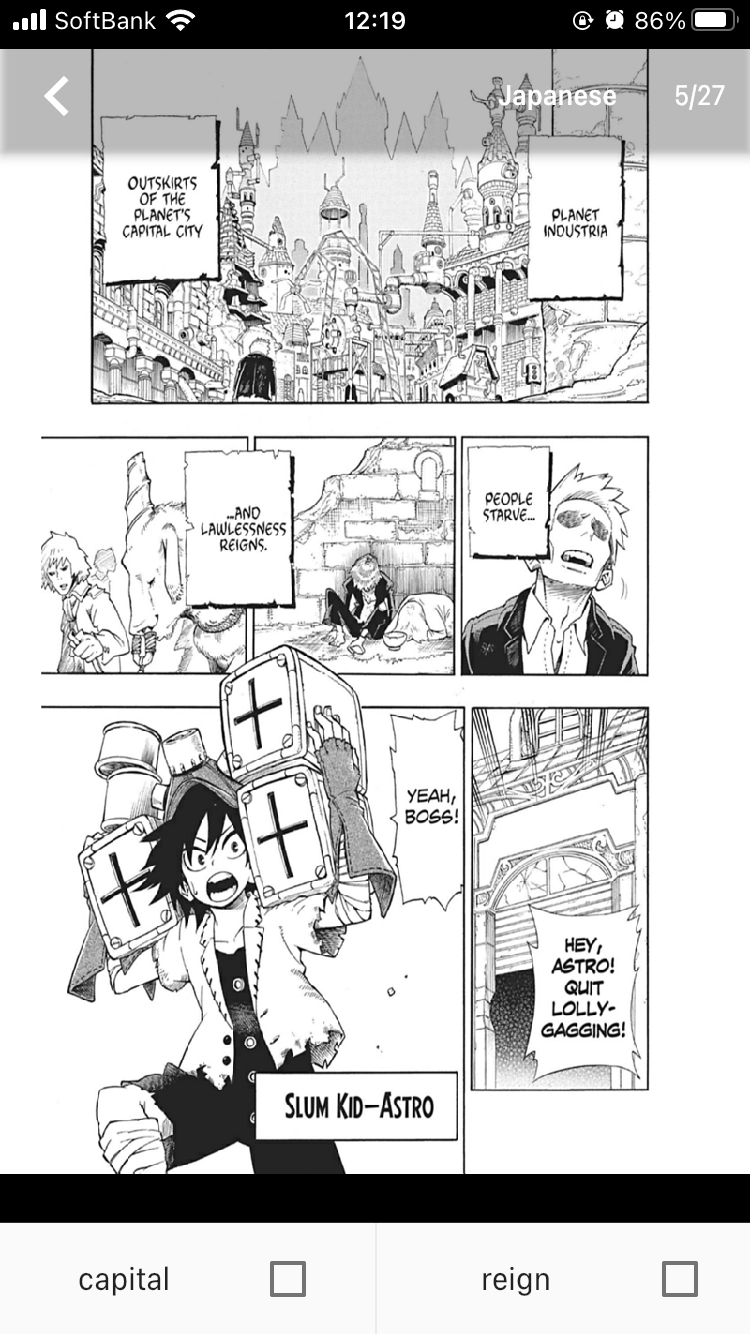 SoftBank 12:19 86%
Japanese 5/27
PLANET
INDUSTRIA
OUTSKIRTS
OF THE
PLANET'S
CAPITAL CITY
PEOPLE
STARVE...
...AND
LAWLESSNESS
REIGNS.
HEY,
ASTRO!
QUIT
LOLLY-
GAGGING!
YEAH,
BOSS!
SLUM KID—ASTRO
capital reign